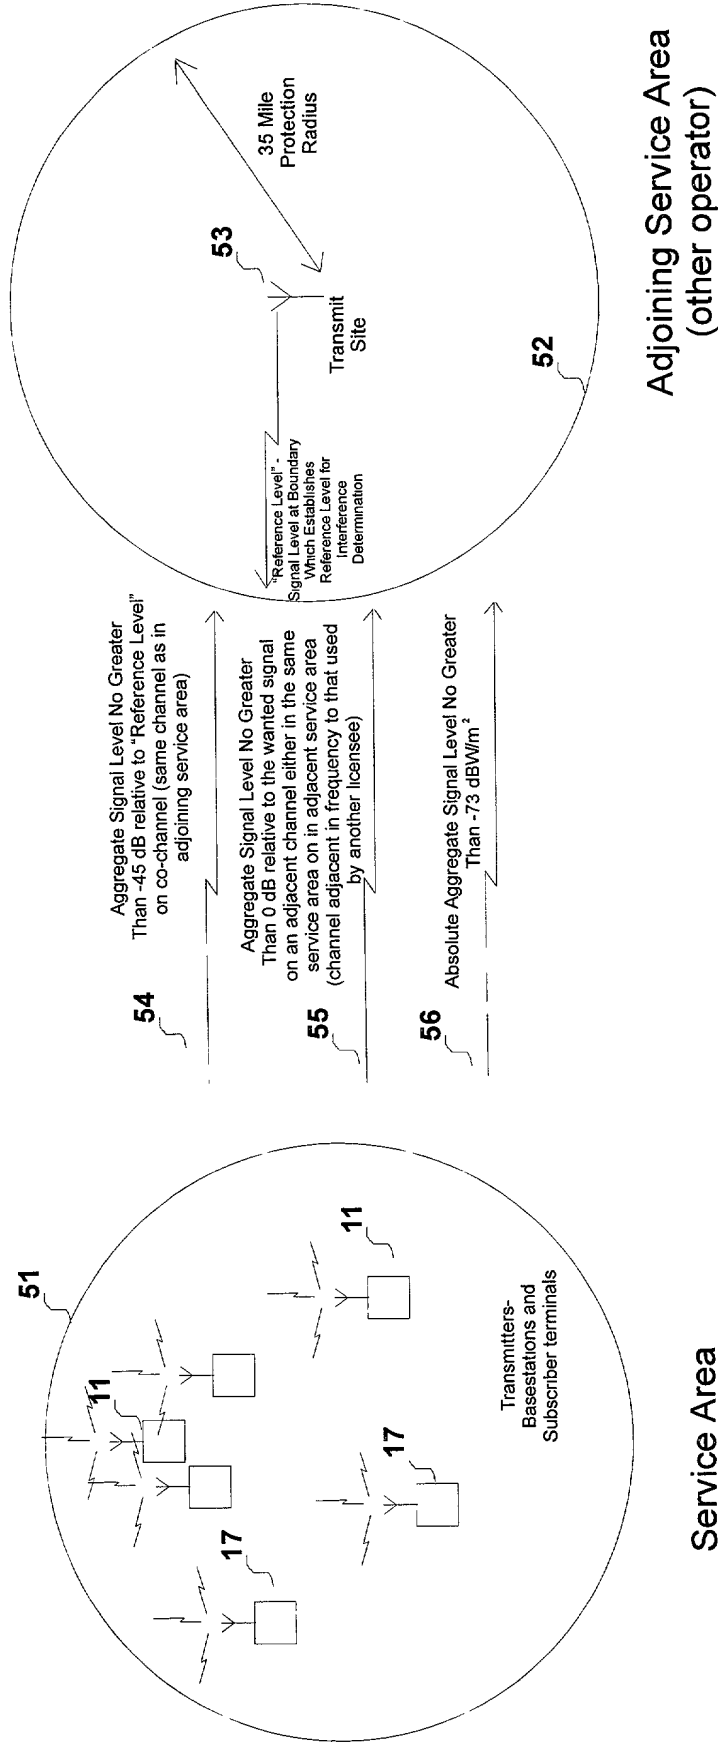 51
11
11
17
17
Transmitters-
Basestations and
Subscriber terminals
Service Area
54
Aggregate Signal Level No Greater
Than -45 dB relative to “Reference Level”
on co-channel (same channel as in
adjoining service area)
55
Aggregate Signal Level No Greater
Than 0 dB relative to the wanted signal
on an adjacent channel either in the same
service area on in adjacent service area
(channel adjacent in frequency to that used
by another licensee)
56
Absolute Aggregate Signal Level No Greater
Than -73 dBW/m²
"Reference Level" -
Signal Level at Boundary
Which Establishes
Reference Level for
Interference
Determination
53
Transmit
Site
35 Mile
Protection
Radius
52
Adjoining Service Area
(other operator)